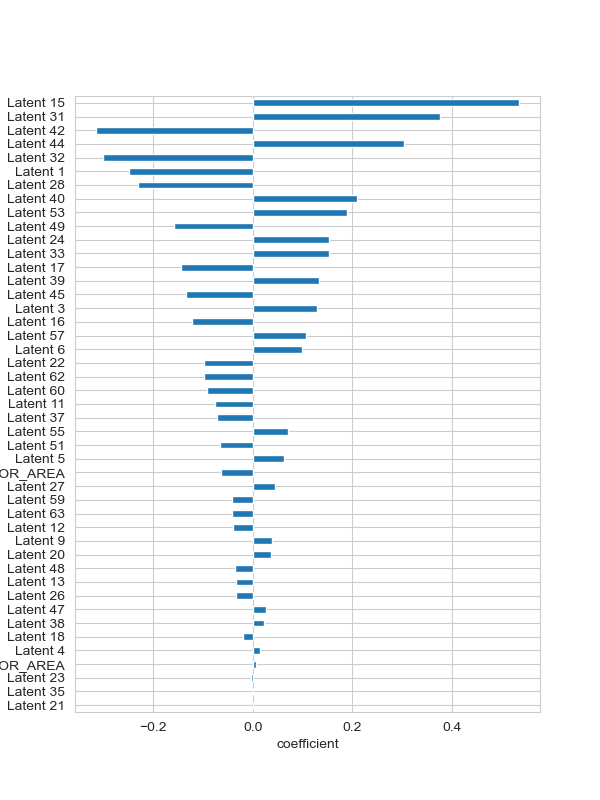 Latent 15
Latent 31
Latent 42
Latent 44
Latent 32
Latent 1
Latent 28
Latent 40
Latent 53
Latent 49
Latent 24
Latent 33
Latent 17
Latent 39
Latent 45
Latent 3
Latent 16
Latent 57
Latent 6
Latent 22
Latent 62
Latent 60
Latent 11
Latent 37
Latent 55
Latent 51
Latent 5
OR_AREA
Latent 27
Latent 59
Latent 63
Latent 12
Latent 9
Latent 20
Latent 48
Latent 13
Latent 26
Latent 47
Latent 38
Latent 18
Latent 4
OR_AREA
Latent 23
Latent 35
Latent 21
−0.2 0.0 0.2 0.4
coefficient